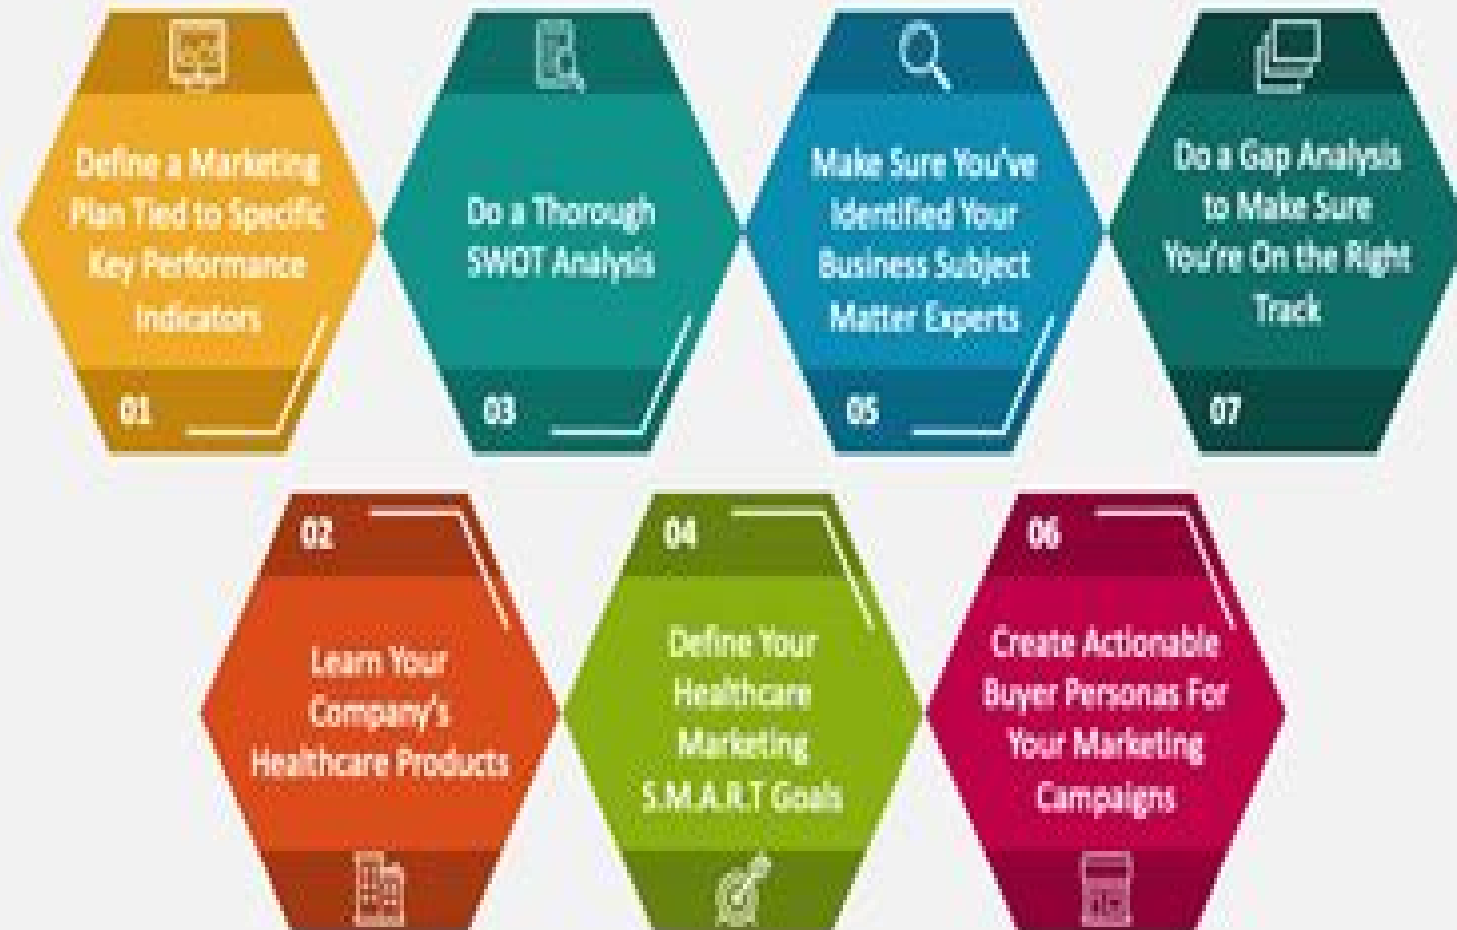 Define a Marketing
Plan Tied to Specific
Key Performance
Indicators
01
02
Learn Your
Company's
Healthcare Products
Do a Thorough
SWOT Analysis
03
04
Define Your
Healthcare
Marketing
S.M.A.R.T Goals
Make Sure You've
Identified Your
Business Subject
Matter Experts
05
06
Create Actionable
Buyer Personas For
Your Marketing
Campaigns
Do a Gap Analysis
to Make Sure
You're On the Right
Track
07